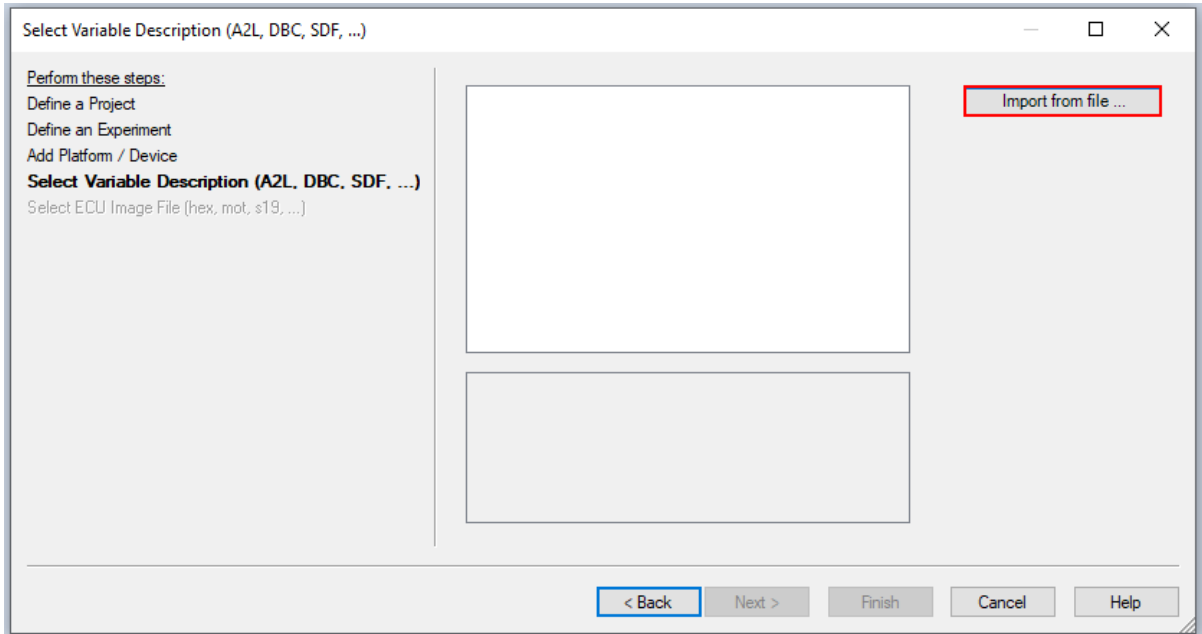 Select Variable Description (A2L, DBC, SDF, ...)
Perform these steps:
Define a Project
Define an Experiment
Add Platform / Device
Select Variable Description (A2L, DBC, SDF, ...)
Select ECU Image File (hex, mot, s19, ...)
Import from file ...
< Back
Next >
Finish
Cancel
Help